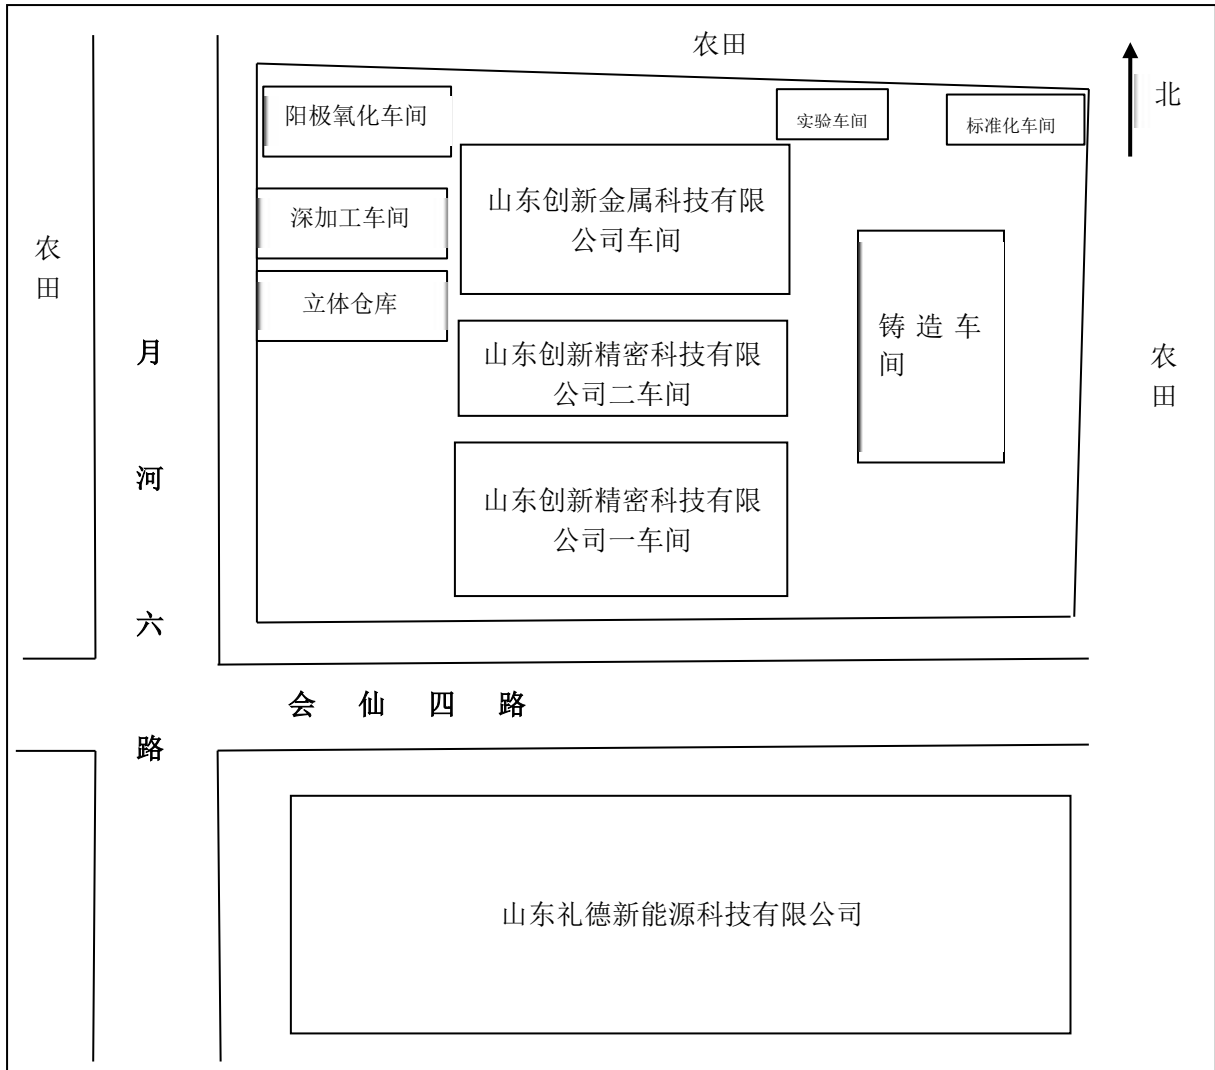 农田
北
阳极氧化车间
实验车间
标准化车间
山东创新金属科技有限
公司车间
深加工车间
农
田
立体仓库
铸造车
间
山东创新精密科技有限
公司二车间
农
田
山东创新精密科技有限
公司一车间
月
河
六
路
会仙四路
山东礼德新能源科技有限公司